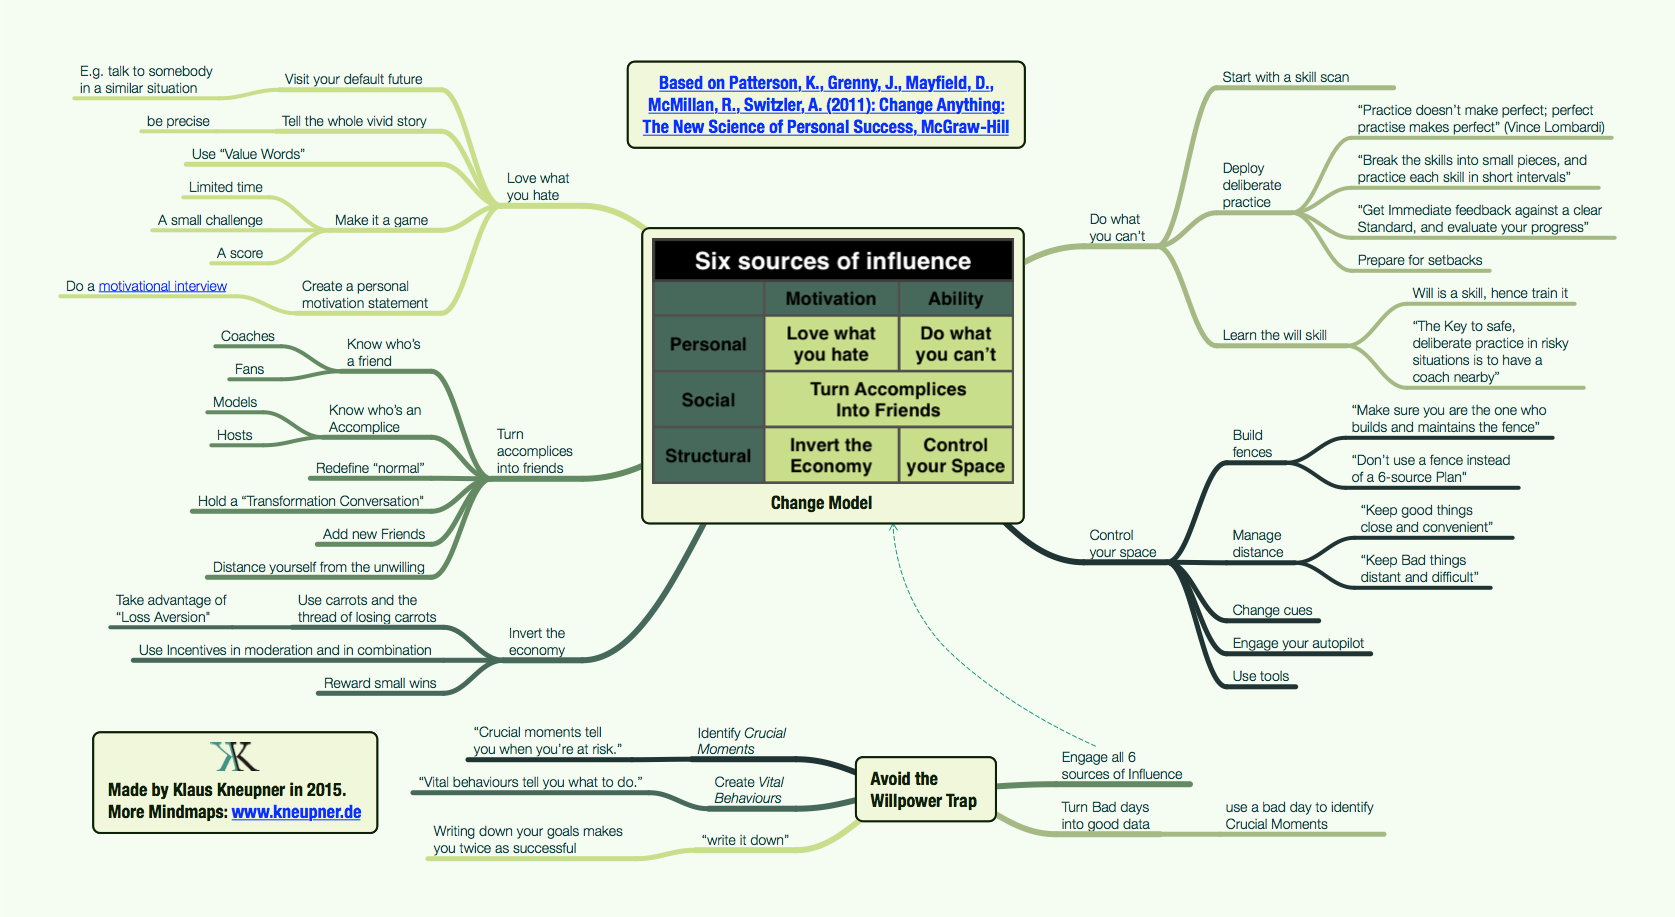 Based on Patterson, K., Grenny, J., Mayfield, D.,
McMillan, R., Switzler, A. (2011): Change Anything:
The New Science of Personal Success, McGraw-Hill
Six sources of influence
Motivation Ability
Personal
Love what
you hate
Do what
you can't
Social
Turn Accomplices
Into Friends
Structural
Invert the
Economy
Control
your Space
Change Model
Love what
you hate
Visit your default future
E.g. talk to somebody
in a similar situation
Tell the whole vivid story
be precise
Use “Value Words”
Make it a game
Limited time
A small challenge
A score
Create a personal
motivation statement
Do a motivational interview
Turn
accomplices
into friends
Know who's
a friend
Coaches
Fans
Know who's an
Accomplice
Models
Hosts
Redefine “normal”
Hold a “Transformation Conversation"
Add new Friends
Distance yourself from the unwilling
Invert the
economy
Use carrots and the
thread of losing carrots
Take advantage of
“Loss Aversion"
Use Incentives in moderation and in combination
Reward small wins
Do what
you can't
Start with a skill scan
Deploy
deliberate
practice
“Practice doesn't make perfect; perfect
practise makes perfect” (Vince Lombardi)
“Break the skills into small pieces, and
practice each skill in short intervals”
“Get Immediate feedback against a clear
Standard, and evaluate your progress”
Prepare for setbacks
Learn the will skill
Will is a skill, hence train it
“The Key to safe,
deliberate practice in risky
situations is to have a
coach nearby”
Control
your space
Build
fences
“Make sure you are the one who
builds and maintains the fence”
“Don't use a fence instead
of a 6-source Plan"
Manage
distance
“Keep good things
close and convenient”
“Keep Bad things
distant and difficult”
Change cues
Engage your autopilot
Use tools
Avoid the
Willpower Trap
Identify Crucial
Moments
“Crucial moments tell
you when you're at risk.”
Create Vital
Behaviours
“Vital behaviours tell you what to do.”
“write it down”
Writing down your goals makes
you twice as successful
Engage all 6
sources of Influence
Turn Bad days
into good data
use a bad day to identify
Crucial Moments
KK
Made by Klaus Kneupner in 2015.
More Mindmaps: www.kneupner.de